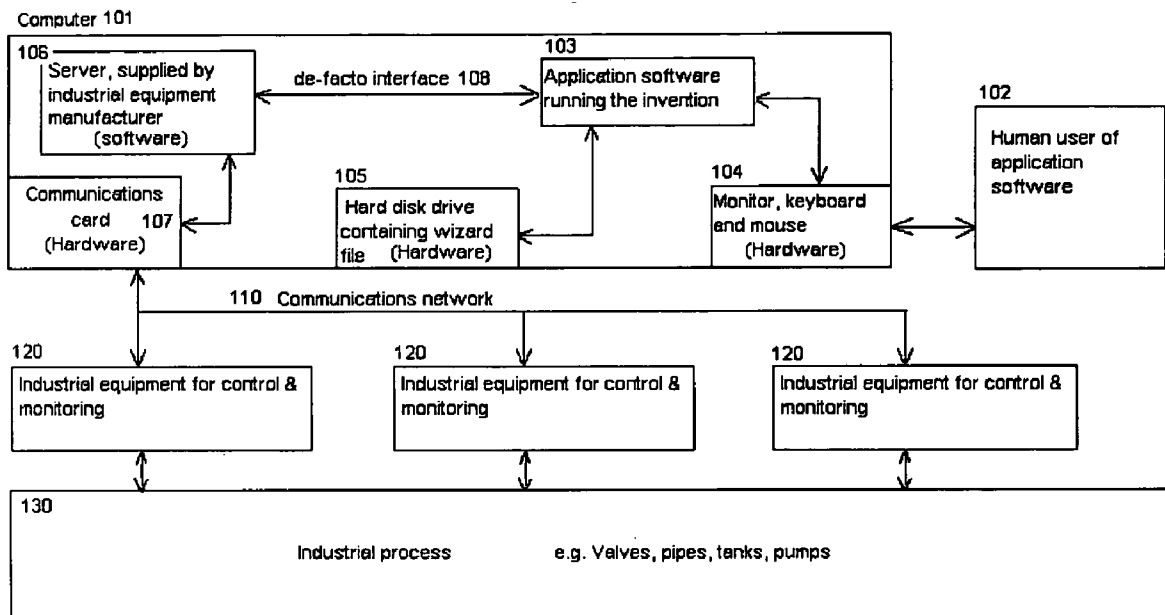 Computer 101
106
Server, supplied by
industrial equipment
manufacturer
(software)
de-facto interface 108
103
Application software
running the invention
102
Human user of
application
software
Communications
card 107
(Hardware)
105
Hard disk drive
containing wizard
file (Hardware)
104
Monitor, keyboard
and mouse
(Hardware)
110 Communications network
120
Industrial equipment for control &
monitoring
120
Industrial equipment for control &
monitoring
120
Industrial equipment for control &
monitoring
130
Industrial process e.g. Valves, pipes, tanks, pumps